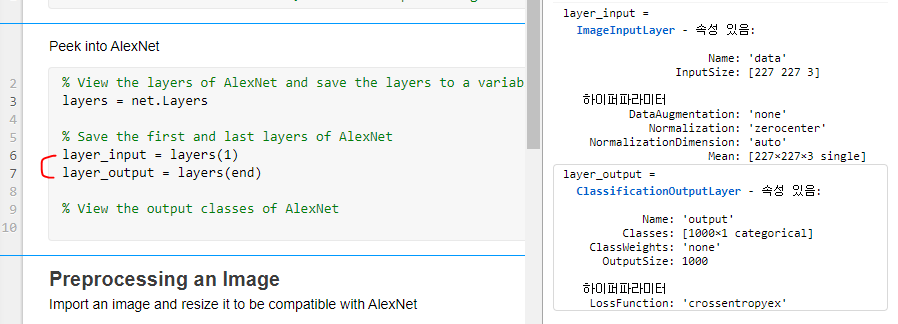 Peek into AlexNet
2 % View the layers of AlexNet and save the layers to a variab
3 layers = net.Layers
4
5 % Save the first and last layers of AlexNet
6 layer_input = layers(1)
7 layer_output = layers(end)
8
9 % View the output classes of AlexNet
10
Preprocessing an Image
Import an image and resize it to be compatible with AlexNet
layer_input =
ImageInputLayer - 속성 있음:
Name: 'data'
InputSize: [227 227 3]
하이퍼파라미터
DataAugmentation: 'none'
Normalization: 'zerocenter'
NormalizationDimension: 'auto'
Mean: [227×227×3 single]
layer_output =
ClassificationOutputLayer - 속성 있음:
Name: 'output'
Classes: [1000×1 categorical]
ClassWeights: 'none'
OutputSize: 1000
하이퍼파라미터
LossFunction: 'crossentropyex'